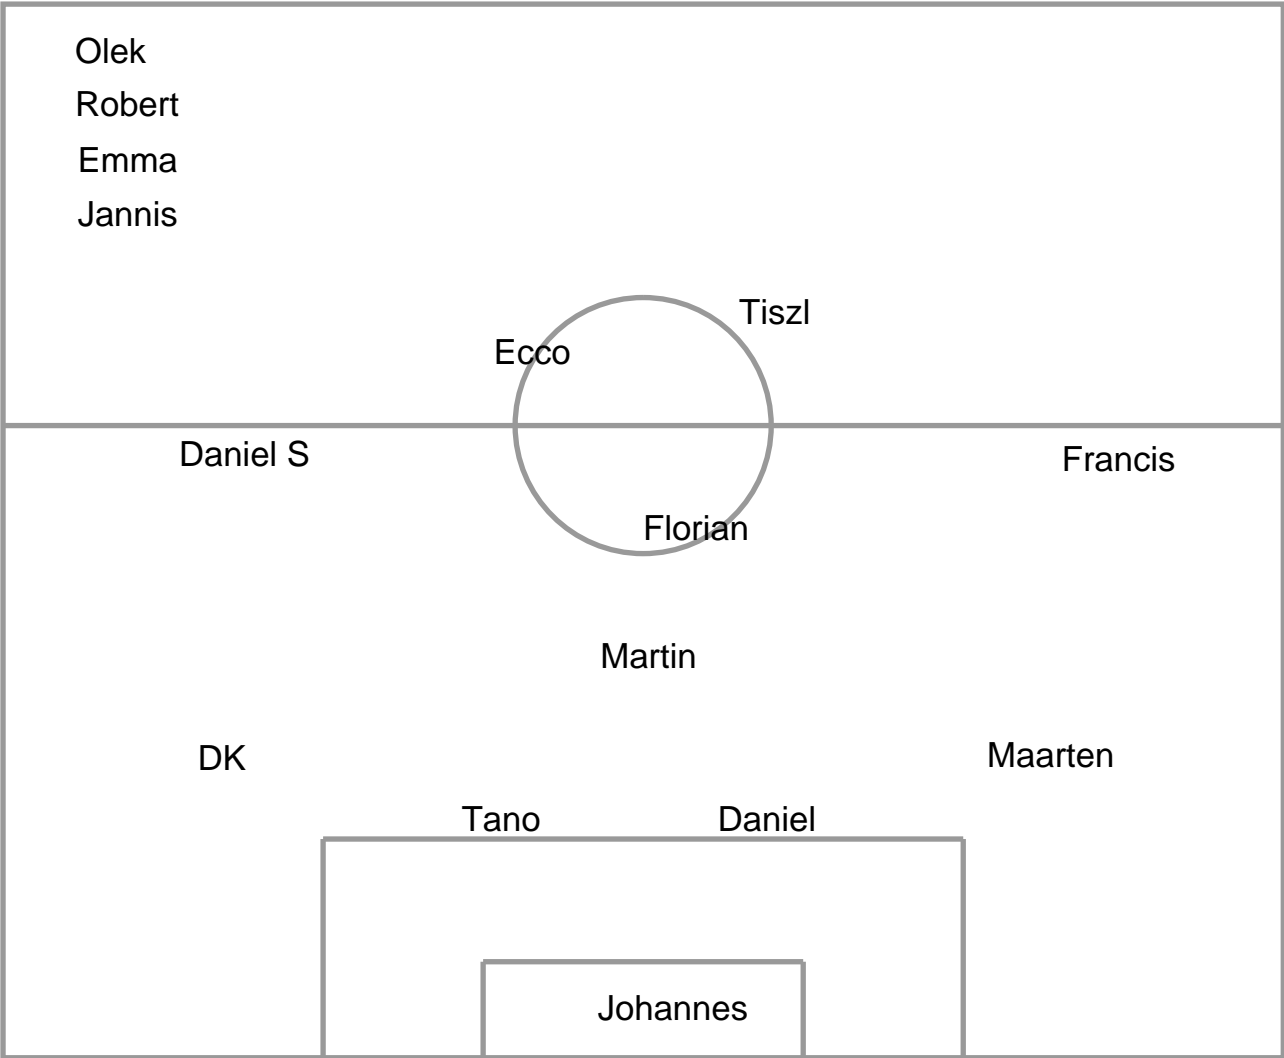 Olek
Robert
Emma
Jannis
Tiszl
Ecco
Daniel S
Francis
Florian
Martin
DK
Maarten
Tano
Daniel
Johannes